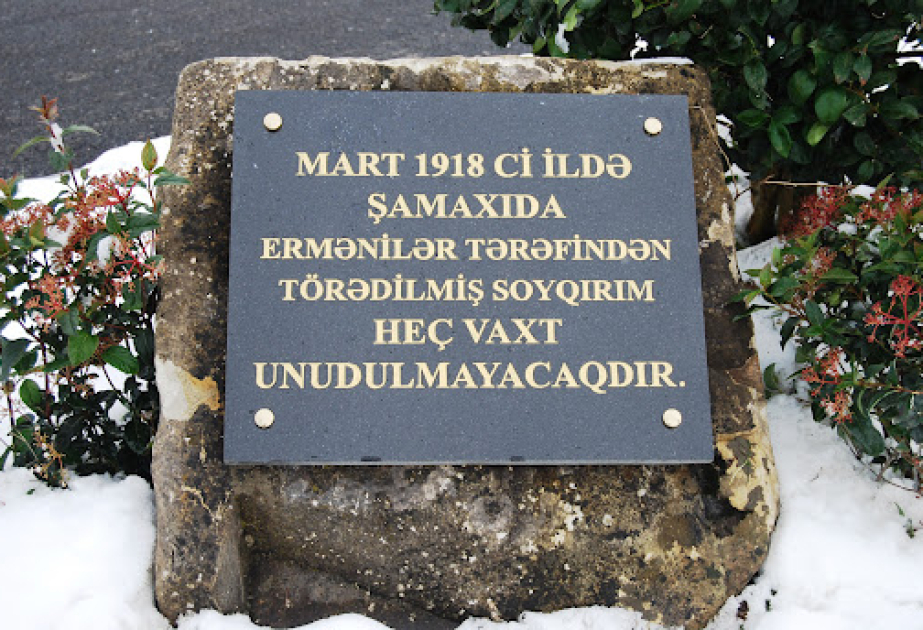 MART 1918 Cİ İLDƏ
ŞAMAXIDA
ERMƏNİLƏR TƏRƏFİNDƏN
TÖRƏDİLMİŞ SOYQIRIM
HEÇ VAXT
UNUDULMAYACAQDIR.